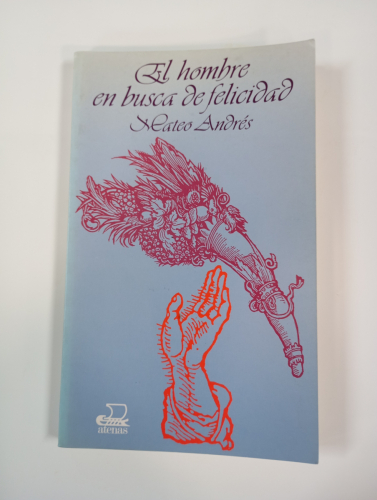 El hombre
en busca de felicidad
Mateo Andrés
atenas